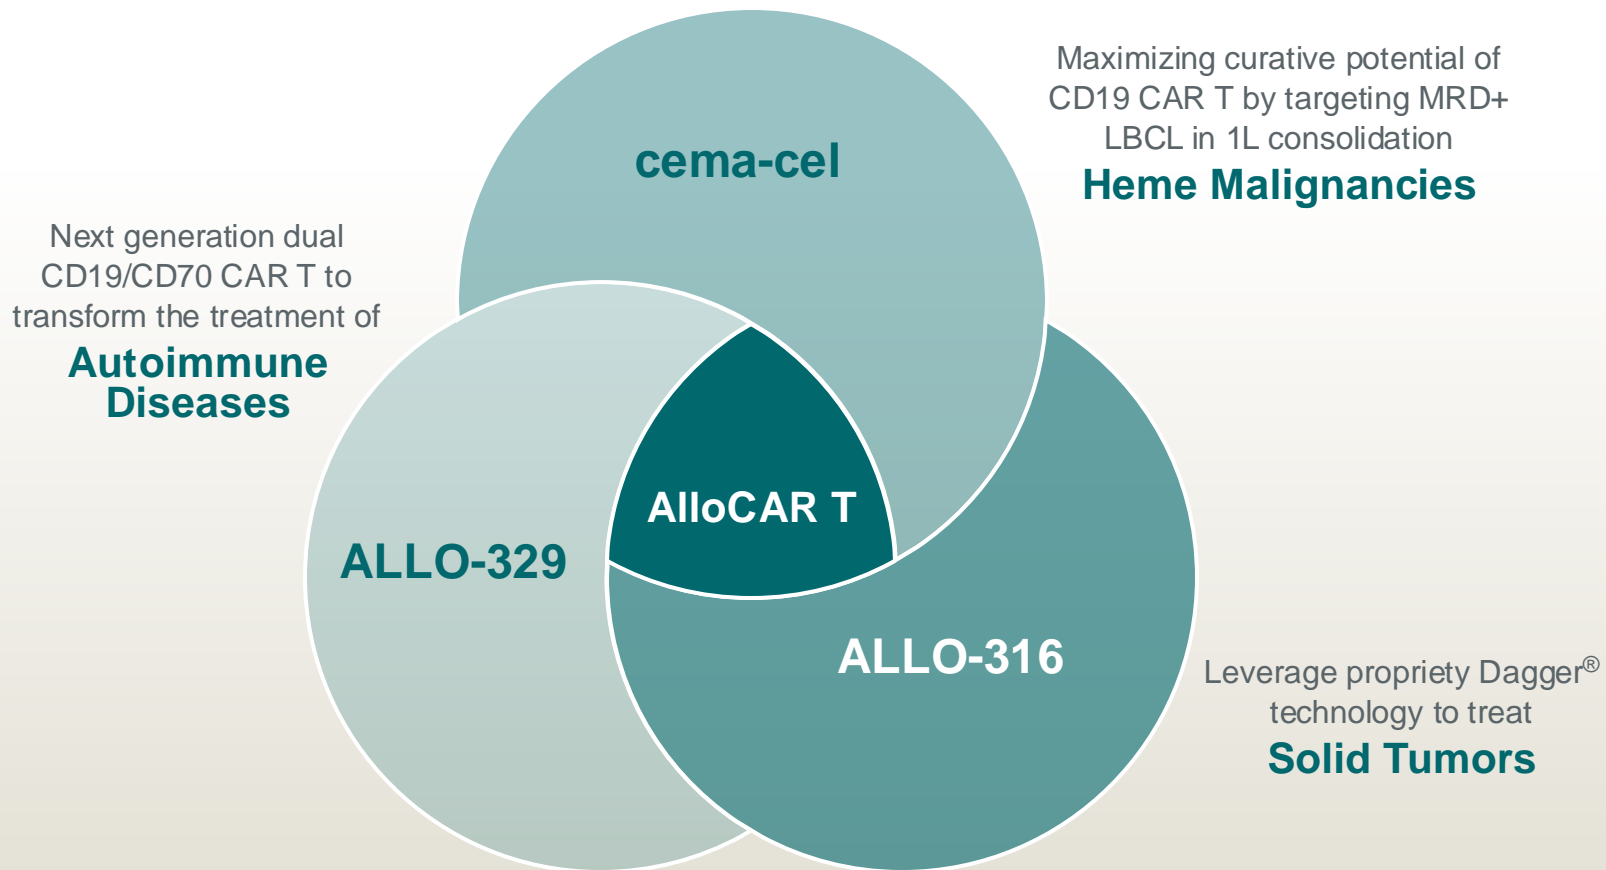 cema-cel
Maximizing curative potential of
CD19 CAR T by targeting MRD+
LBCL in 1L consolidation
Heme Malignancies
Next generation dual
CD19/CD70 CAR T to
transform the treatment of
Autoimmune
Diseases
AlloCAR T
ALLO-329
ALLO-316
Leverage propriety Dagger®
technology to treat
Solid Tumors